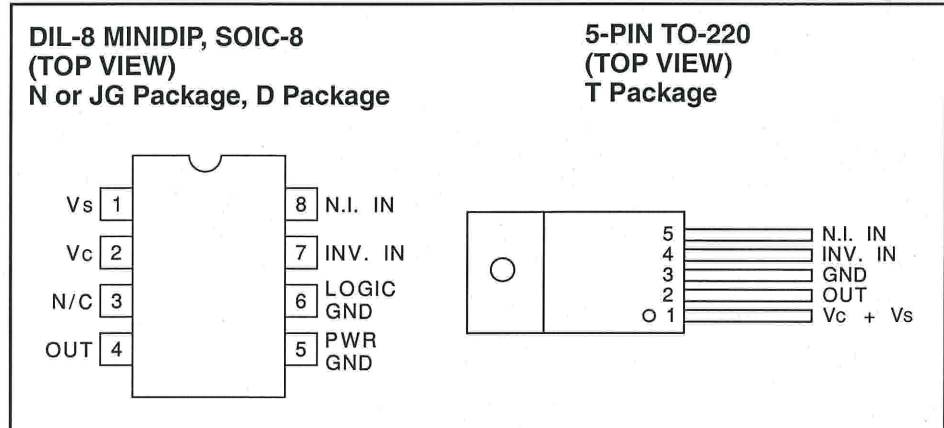 DIL-8 MINIDIP, SOIC-8
(TOP VIEW)
N or JG Package, D Package
Vs 1
Vc 2
N/C 3
OUT 4
8 N.I. IN
7 INV. IN
6 LOGIC GND
5 PWR GND
5-PIN TO-220
(TOP VIEW)
T Package
5 N.I. IN
4 INV. IN
3 GND
2 OUT
1 Vc + Vs